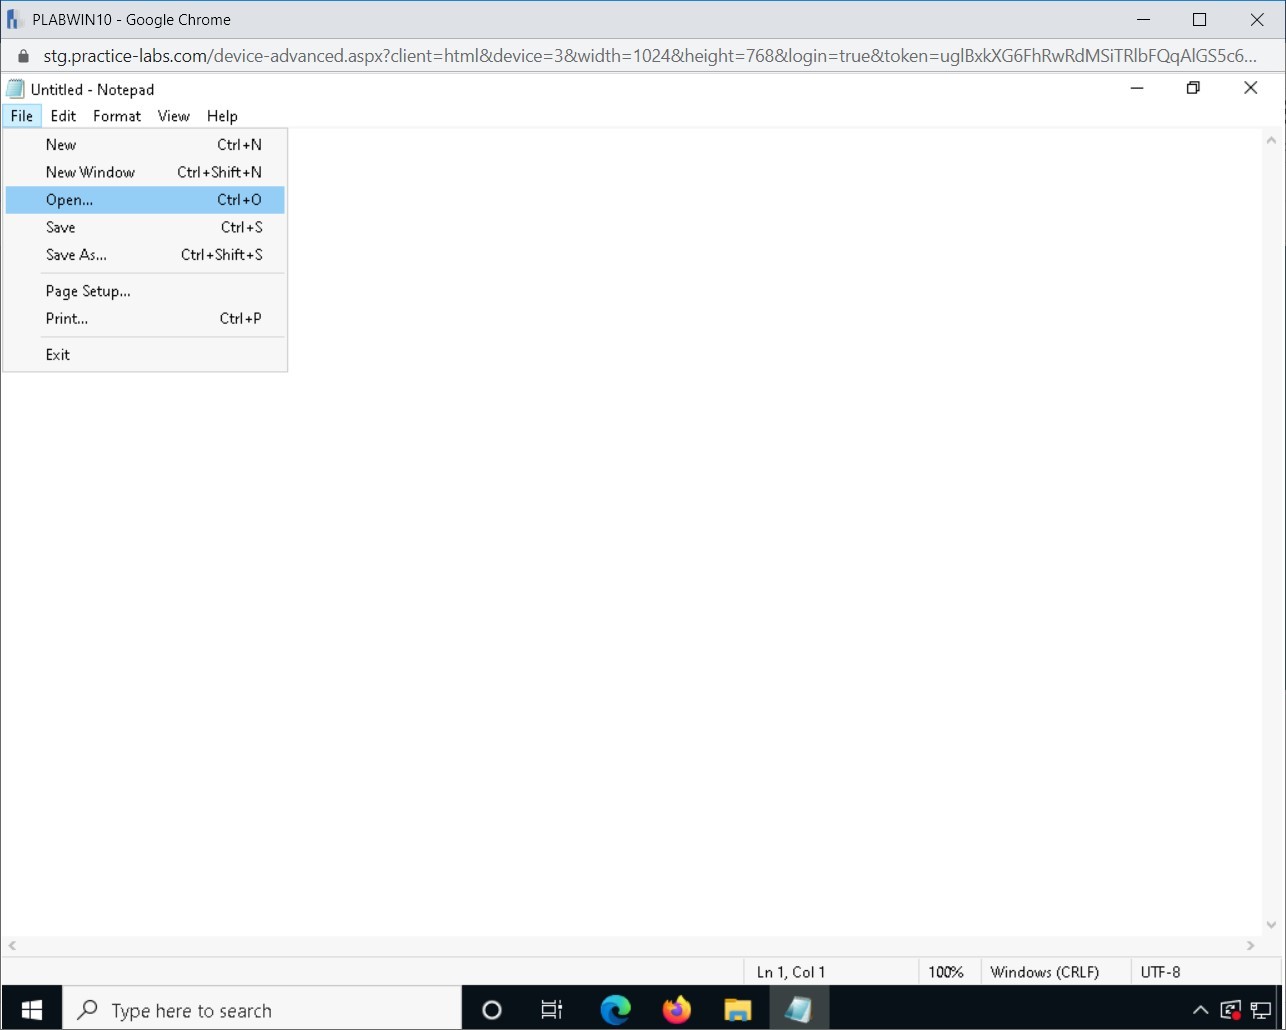 PLABWIN10 - Google Chrome
stg.practice-labs.com/device-advanced.aspx?client=html&device=3&width=1024&height=768&login=true&token=uglBxkXG6FhRwRdMSiTRlbFQqAlGS5c6...
Untitled - Notepad
File Edit Format View Help
New Ctrl+N
New Window Ctrl+Shift+N
Open... Ctrl+O
Save Ctrl+S
Save As... Ctrl+Shift+S
Page Setup...
Print... Ctrl+P
Exit
Ln 1, Col 1 100% Windows (CRLF) UTF-8
Type here to search